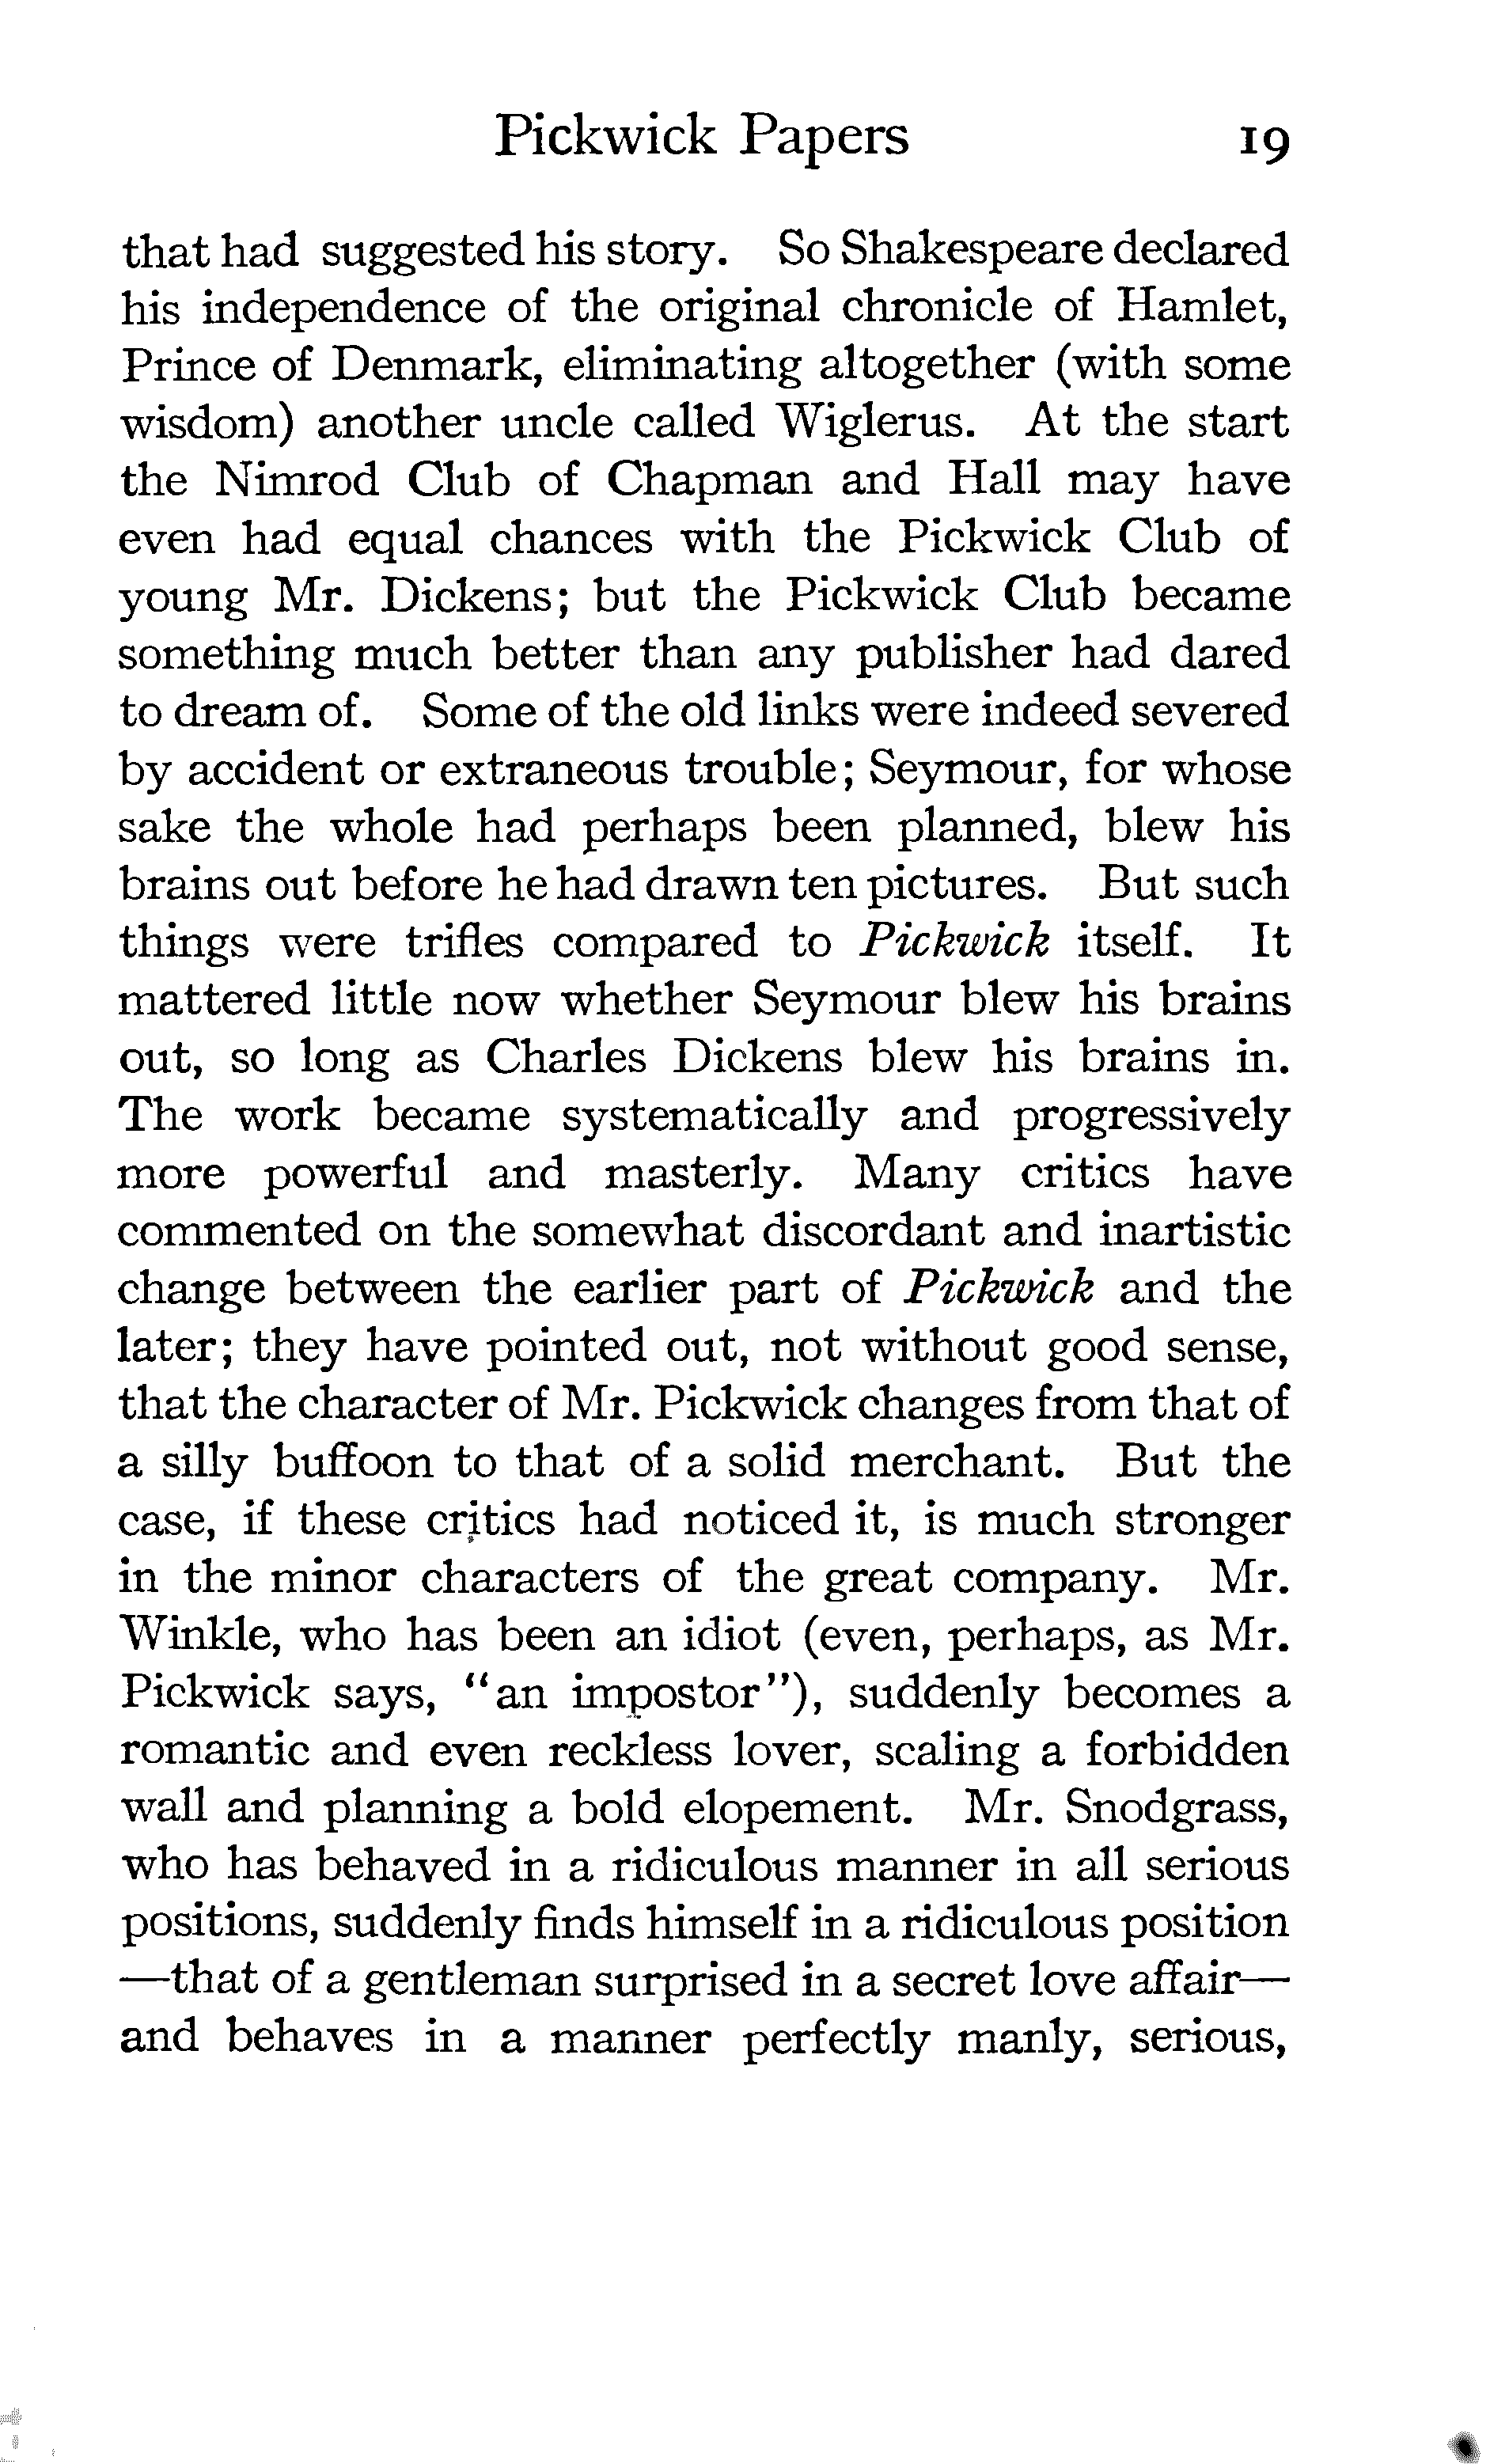 Pickwick Papers 19
that had suggested his story. So Shakespeare declared
his independence of the original chronicle of Hamlet,
Prince of Denmark, eliminating altogether (with some
wisdom) another uncle called Wiglerus. At the start
the Nimrod Club of Chapman and Hall may have
even had equal chances with the Pickwick Club of
young Mr. Dickens; but the Pickwick Club became
something much better than any publisher had dared
to dream of. Some of the old links were indeed severed
by accident or extraneous trouble; Seymour, for whose
sake the whole had perhaps been planned, blew his
brains out before he had drawn ten pictures. But such
things were trifles compared to Pickwick itself. It
mattered little now whether Seymour blew his brains
out, so long as Charles Dickens blew his brains in.
The work became systematically and progressively
more powerful and masterly. Many critics have
commented on the somewhat discordant and inartistic
change between the earlier part of Pickwick and the
later; they have pointed out, not without good sense,
that the character of Mr. Pickwick changes from that of
a silly buffoon to that of a solid merchant. But the
case, if these critics had noticed it, is much stronger
in the minor characters of the great company. Mr.
Winkle, who has been an idiot (even, perhaps, as Mr.
Pickwick says, "an impostor"), suddenly becomes a
romantic and even reckless lover, scaling a forbidden
wall and planning a bold elopement. Mr. Snodgrass,
who has behaved in a ridiculous manner in all serious
positions, suddenly finds himself in a ridiculous position
—that of a gentleman surprised in a secret love affair—
and behaves in a manner perfectly manly, serious,